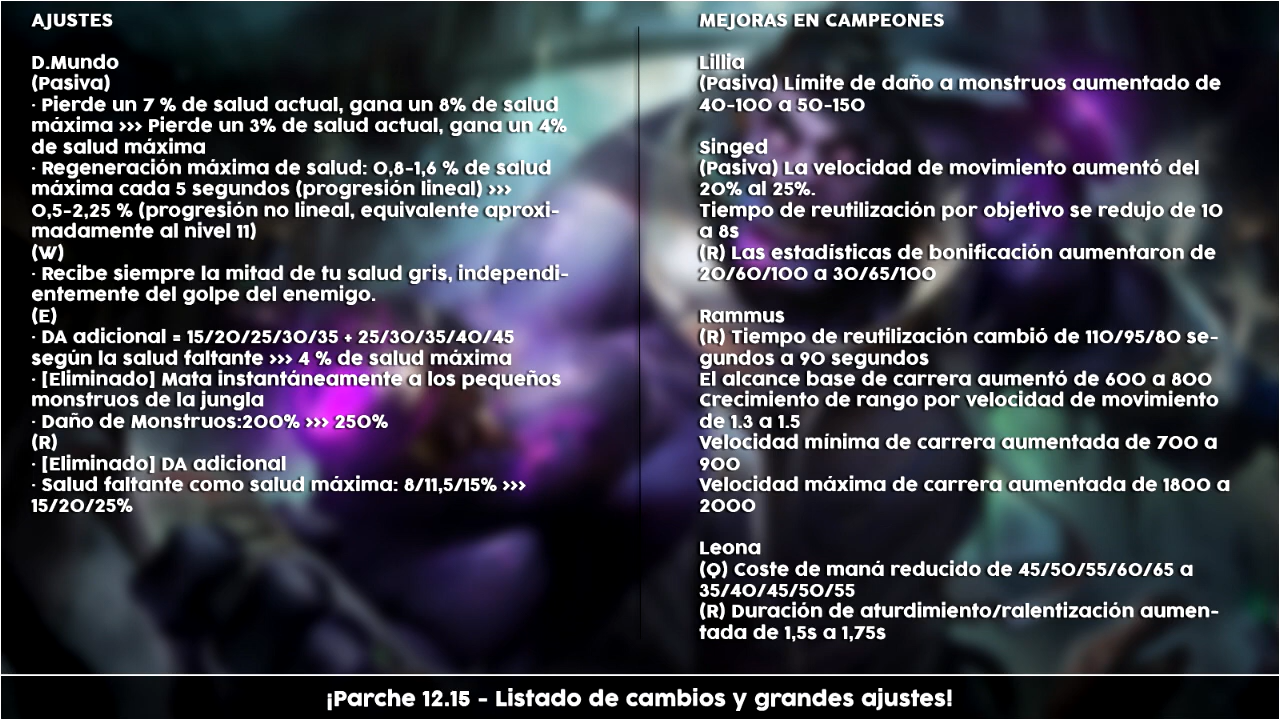 AJUSTES
D.Mundo
(Pasiva)
· Pierde un 7 % de salud actual, gana un 8% de salud
máxima >>> Pierde un 3% de salud actual, gana un 4%
de salud máxima
· Regeneración máxima de salud: 0,8-1,6 % de salud
máxima cada 5 segundos (progresión lineal) >>>
0,5-2,25 % (progresión no lineal, equivalente aproxi-
madamente al nivel 11)
(W)
· Recibe siempre la mitad de tu salud gris, independi-
entemente del golpe del enemigo.
(E)
· DA adicional = 15/20/25/30/35 + 25/30/35/40/45
según la salud faltante >>> 4 % de salud máxima
· [Eliminado] Mata instantáneamente a los pequeños
monstruos de la jungla
· Daño de Monstruos:200% >>> 250%
(R)
· [Eliminado] DA adicional
· Salud faltante como salud máxima: 8/11,5/15% >>>
15/20/25%
MEJORAS EN CAMPEONES
Lillia
(Pasiva) Límite de daño a monstruos aumentado de
40-100 a 50-150
Singed
(Pasiva) La velocidad de movimiento aumentó del
20% al 25%.
Tiempo de reutilización por objetivo se redujo de 10
a 8s
(R) Las estadísticas de bonificación aumentaron de
20/60/100 a 30/65/100
Rammus
(R) Tiempo de reutilización cambió de 110/95/80 se-
gundos a 90 segundos
El alcance base de carrera aumentó de 600 a 800
Crecimiento de rango por velocidad de movimiento
de 1.3 a 1.5
Velocidad mínima de carrera aumentada de 700 a
900
Velocidad máxima de carrera aumentada de 1800 a
2000
Leona
(Q) Coste de maná reducido de 45/50/55/60/65 a
35/40/45/50/55
(R) Duración de aturdimiento/ralentización aumen-
tada de 1,5s a 1,75s
¡Parche 12.15 - Listado de cambios y grandes ajustes!